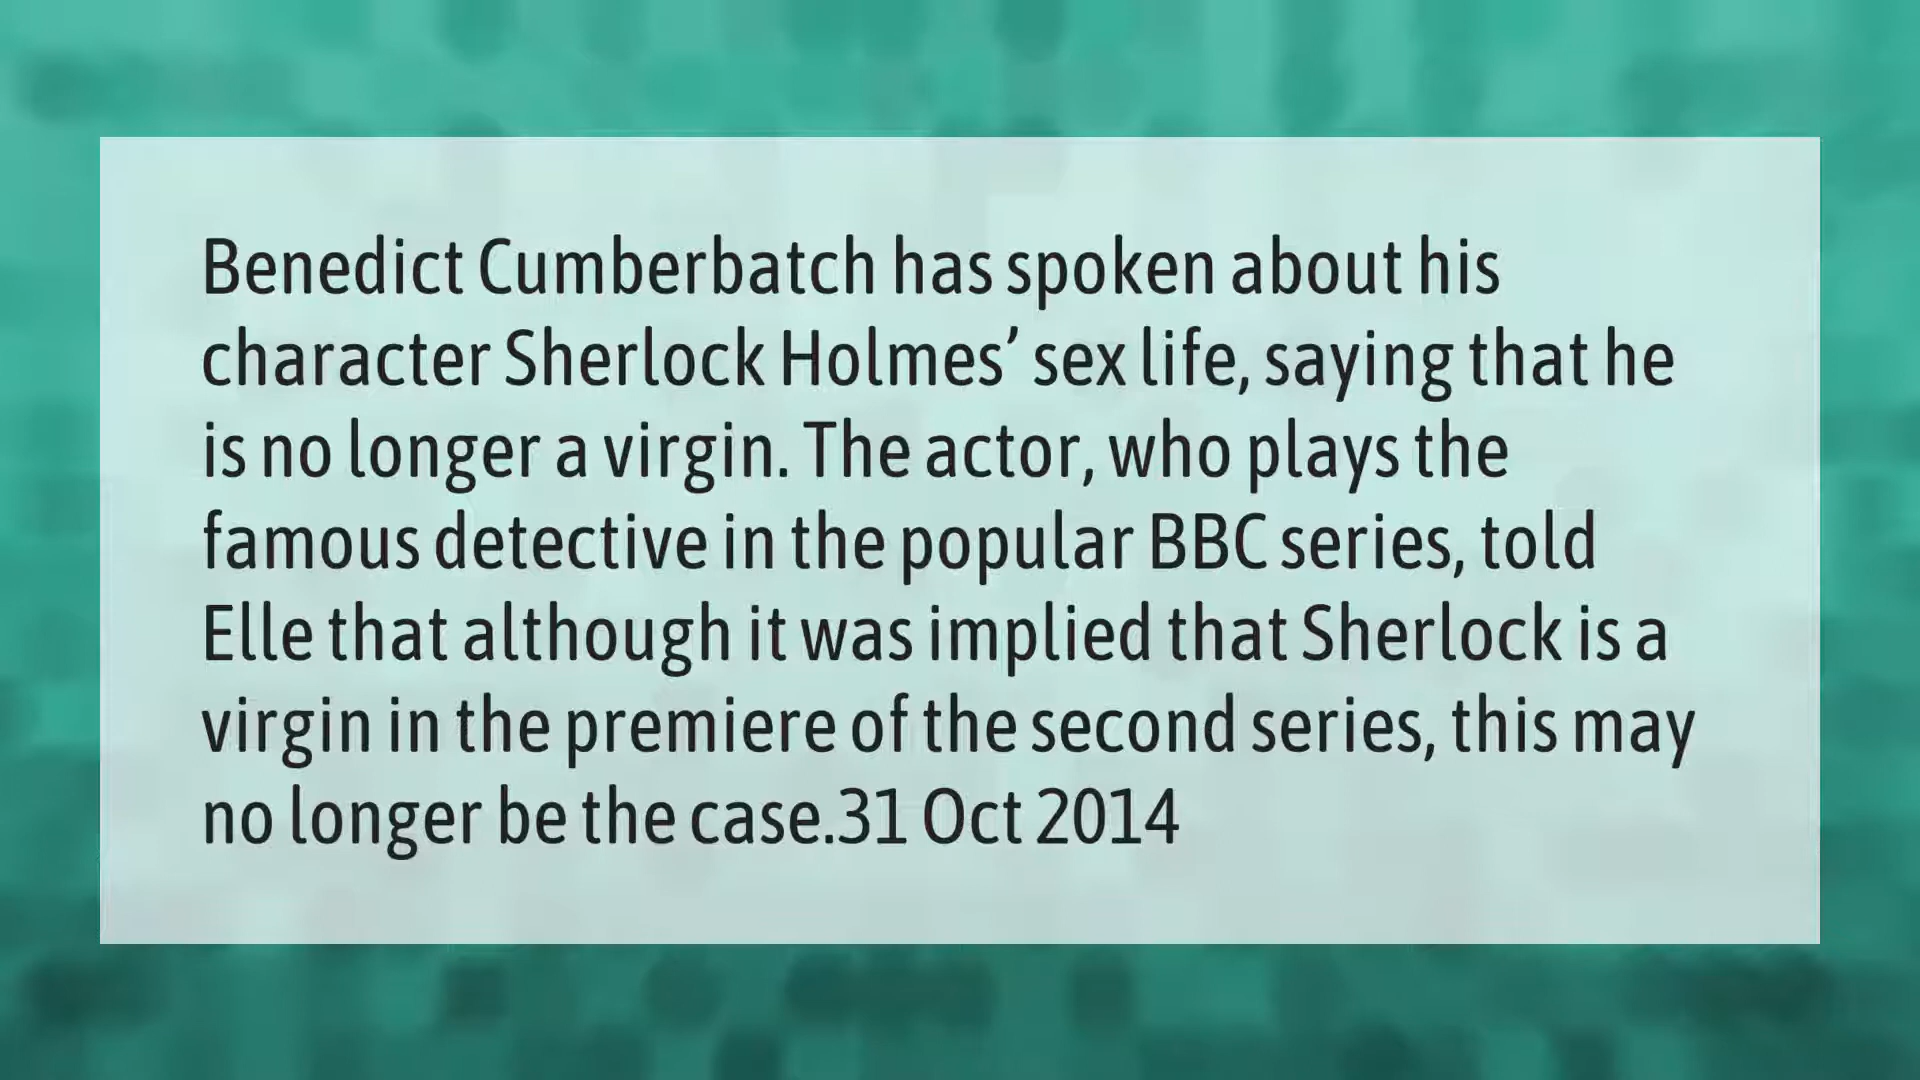 Benedict Cumberbatch has spoken about his
character Sherlock Holmes’ sex life, saying that he
is no longer a virgin. The actor, who plays the
famous detective in the popular BBC series, told
Elle that although it was implied that Sherlock is a
virgin in the premiere of the second series, this may
no longer be the case.31 Oct 2014